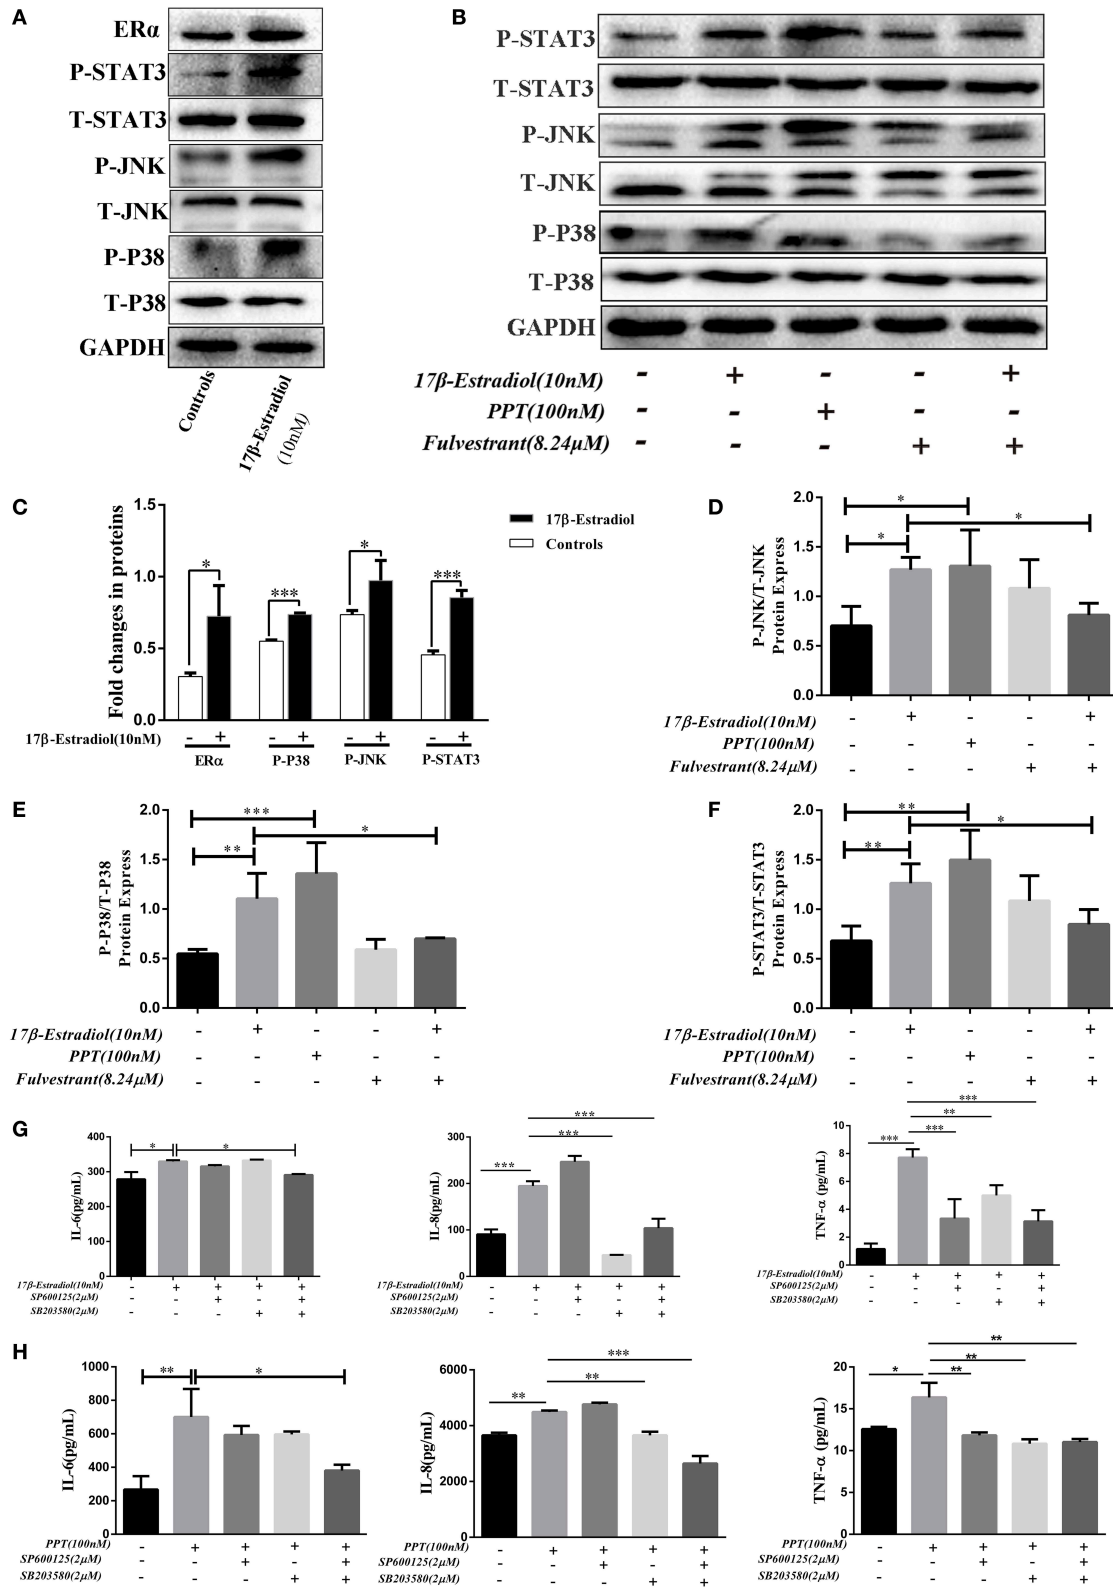 A
ERα
P-STAT3
T-STAT3
P-JNK
T-JNK
P-P38
T-P38
GAPDH
Controls
17β-Estradiol
(10nM)
B
P-STAT3
T-STAT3
P-JNK
T-JNK
P-P38
T-P38
GAPDH
17β-Estradiol(10nM) - + - - +
PPT(100nM) - - + - -
Fulvestrant(8.24μM) - - - + +
C
Fold changes in proteins
1.5
1.0
0.5
0.0
* *** * ***
17β-Estradiol
Controls
17β-Estradiol(10nM) - + - + - + - +
ERα P-P38 P-JNK P-STAT3
D
P-JNK/T-JNK
Protein Express
2.0
1.5
1.0
0.5
0.0
*
*
*
17β-Estradiol(10nM) - + - - +
PPT(100nM) - - + - -
Fulvestrant(8.24μM) - - - + +
E
P-P38/T-P38
Protein Express
2.0
1.5
1.0
0.5
0.0
***
*
**
17β-Estradiol(10nM) - + - - +
PPT(100nM) - - + - -
Fulvestrant(8.24μM) - - - + +
F
P-STAT3/T-STAT3
Protein Express
2.0
1.5
1.0
0.5
0.0
**
*
**
17β-Estradiol(10nM) - + - - +
PPT(100nM) - - + - -
Fulvestrant(8.24μM) - - - + +
G
IL-6(pg/mL)
400
300
200
100
0
* *
17β-Estradiol(10nM) - + + + +
SP600125(2μM) - - + - +
SB203580(2μM) - - - + +
IL-8(pg/mL)
300
200
100
0
***
***
***
17β-Estradiol(10nM) - + + + +
SP600125(2μM) - - + - +
SB203580(2μM) - - - + +
TNF-α (pg/mL)
10
8
6
4
2
0
***
**
***
***
17β-Estradiol(10nM) - + + + +
SP600125(2μM) - - + - +
SB203580(2μM) - - - + +
H
IL-6(pg/mL)
1000
800
600
400
200
0
** *
PPT(100nM) - + + + +
SP600125(2μM) - - + - +
SB203580(2μM) - - - + +
IL-8(pg/mL)
6000
4000
2000
0
***
**
**
PPT(100nM) - + + + +
SP600125(2μM) - - + - +
SB203580(2μM) - - - + +
TNF-α (pg/mL)
20
15
10
5
0
**
**
* **
PPT(100nM) - + + + +
SP600125(2μM) - - + - +
SB203580(2μM) - - - + +